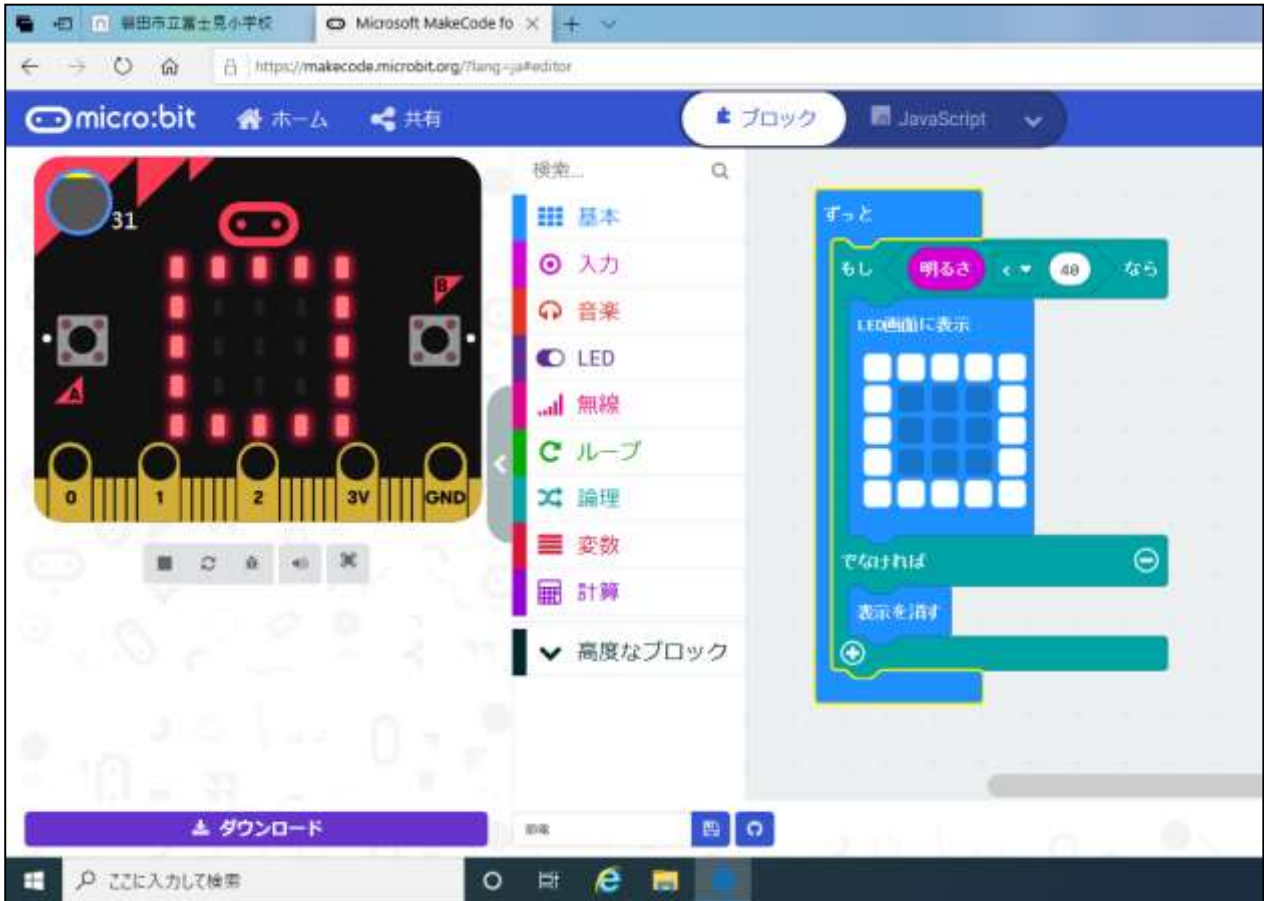 磐田市立富士見小学校
Microsoft MakeCode fo
https://makecode.microbit.org/?lang=ja#editor
micro:bit
ホーム
共有
ブロック
JavaScript
31
B
A
0
1
2
3V
GND
検索...
基本
入力
音楽
LED
無線
ループ
論理
変数
計算
高度なブロック
ずっと
もし 明るさ < 40 なら
LED画面に表示
でなければ
表示を消す
ダウンロード
ここに入力して検索